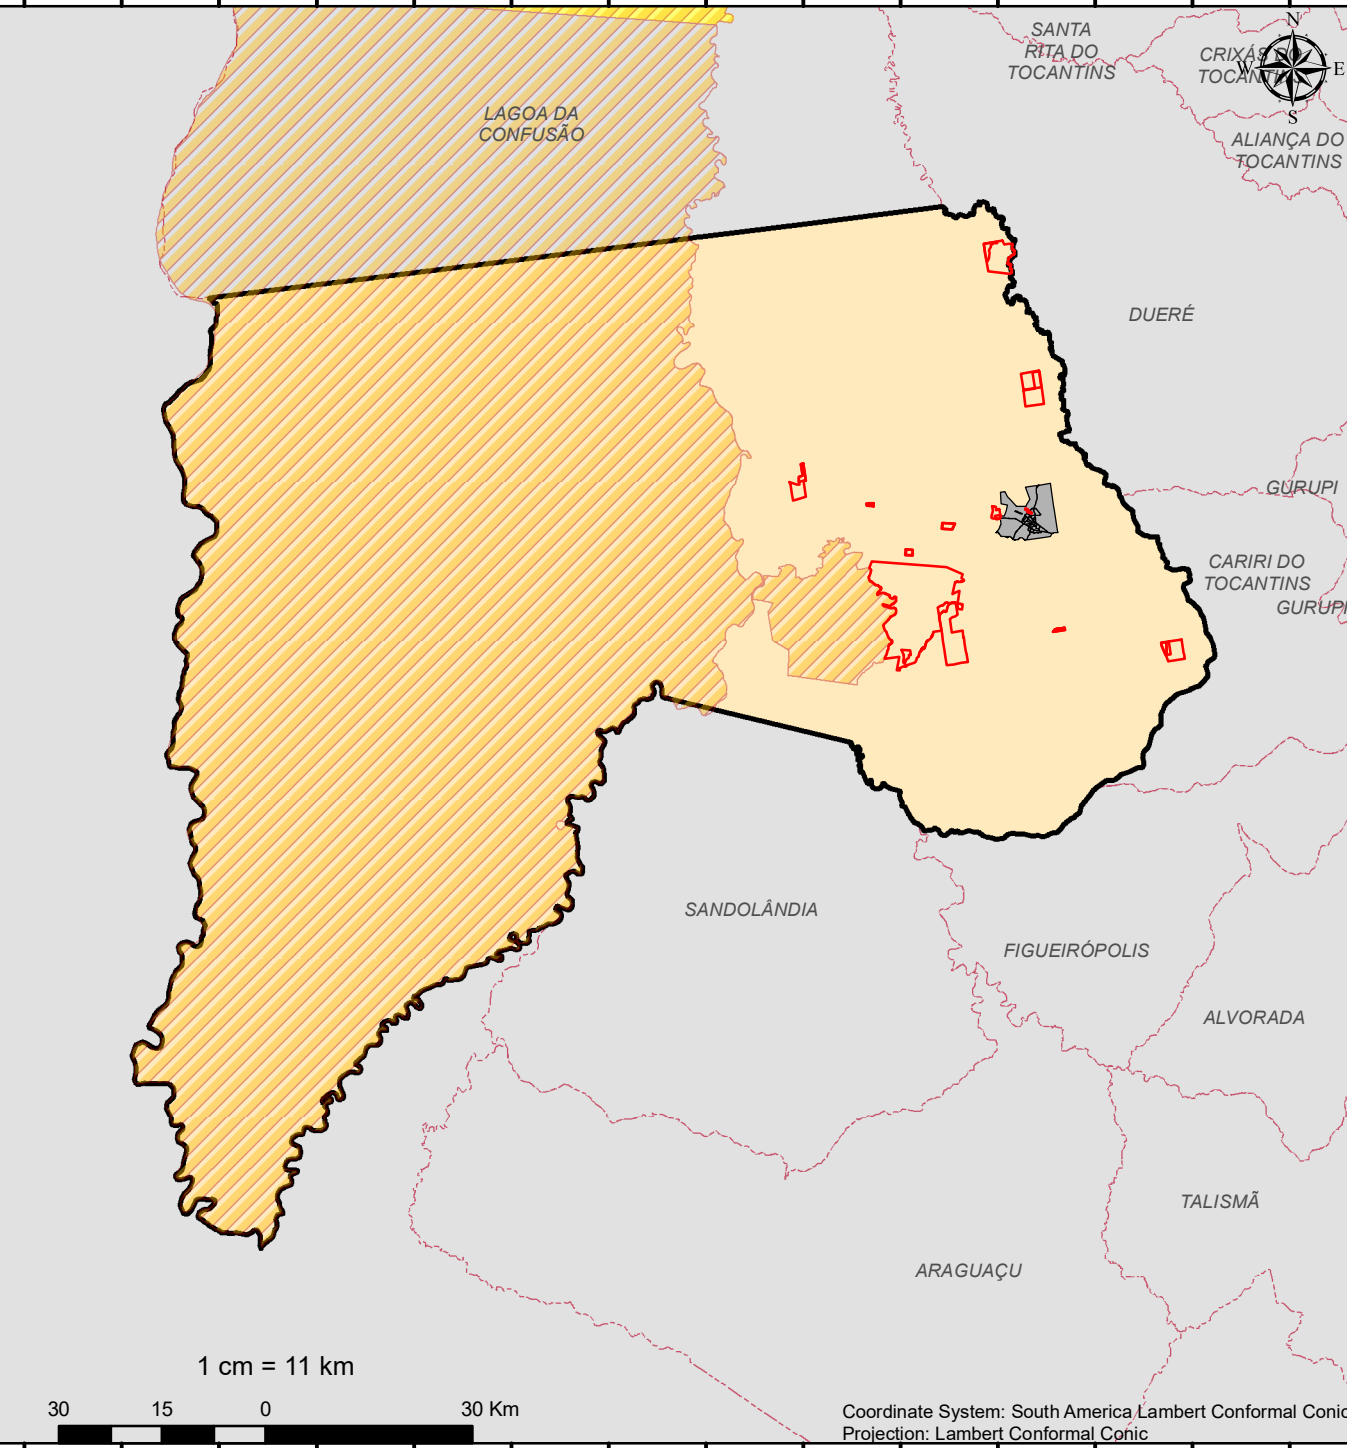 SANTA
RITA DO
TOCANTINS
N
W
E
S
CRIXÁS DO
TOCANTINS
LAGOA DA
CONFUSÃO
ALIANÇA DO
TOCANTINS
DUERÉ
GURUPI
CARIRI DO
TOCANTINS
GURUPI
SANDOLÂNDIA
FIGUEIRÓPOLIS
ALVORADA
TALISMÃ
ARAGUAÇU
1 cm = 11 km
30 15 0 30 Km
Coordinate System: South America Lambert Conformal Conic
Projection: Lambert Conformal Conic